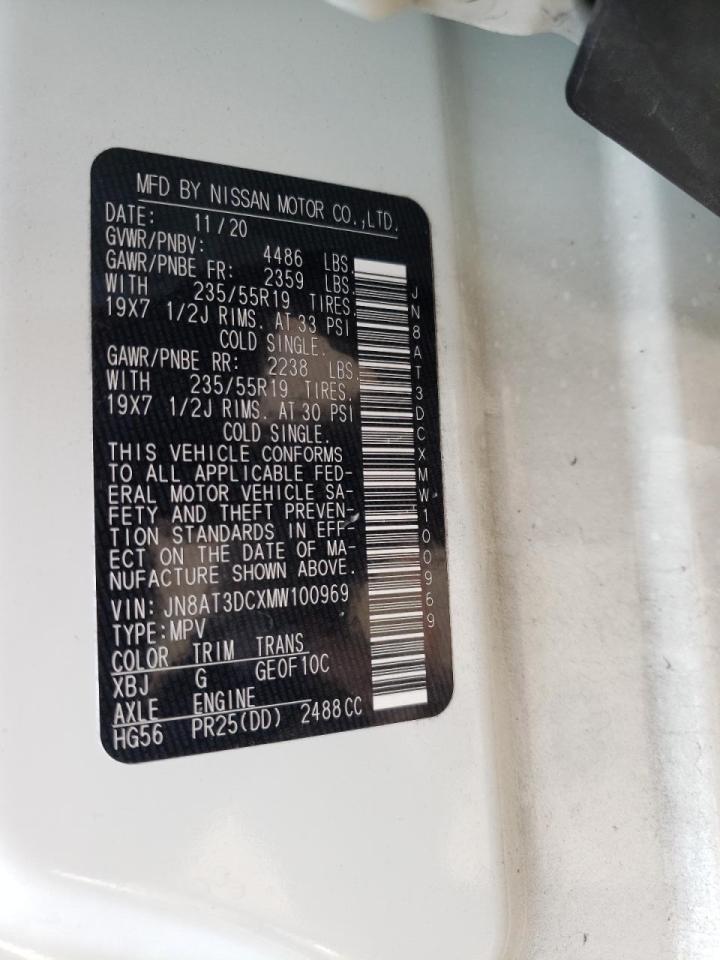 MFD BY NISSAN MOTOR CO.,LTD.
DATE: 11/20
GVWR/PNBV: 4486 LBS.
GAWR/PNBE FR: 2359 LBS.
WITH 235/55R19 TIRES.
19X7 1/2J RIMS. AT 33 PSI
COLD SINGLE.
GAWR/PNBE RR: 2238 LBS.
WITH 235/55R19 TIRES.
19X7 1/2J RIMS. AT 30 PSI
COLD SINGLE.
THIS VEHICLE CONFORMS
TO ALL APPLICABLE FED-
ERAL MOTOR VEHICLE SA-
FETY AND THEFT PREVEN-
TION STANDARDS IN EFF-
ECT ON THE DATE OF MA-
NUFACTURE SHOWN ABOVE.
VIN: JN8AT3DCXMW100969
TYPE:MPV
COLOR TRIM TRANS
XBJ G GE0F10C
AXLE ENGINE
HG56 PR25(DD) 2488CC
JN8AT3DCXMW100969